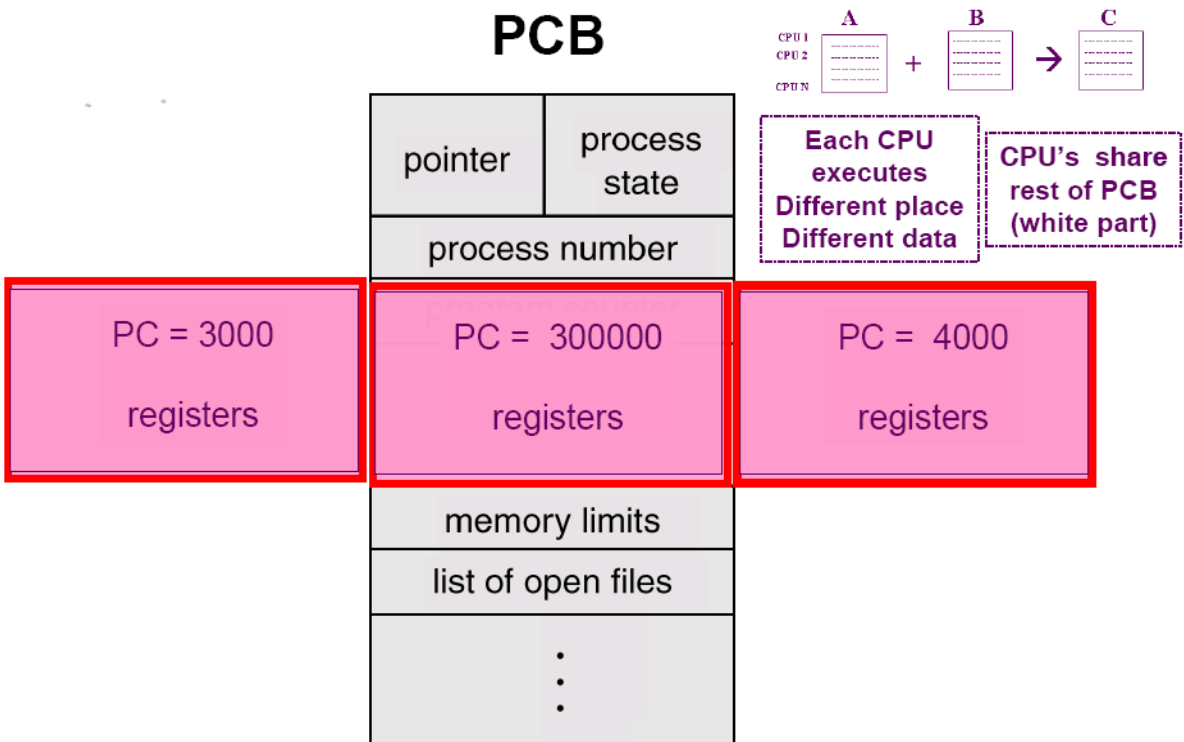 PCB
A B C
CPU 1
CPU 2
CPU N
+ →
pointer
process
state
process number
program counter
Each CPU
executes
Different place
Different data
CPU's share
rest of PCB
(white part)
PC = 3000
registers
PC = 300000
registers
PC = 4000
registers
memory limits
list of open files